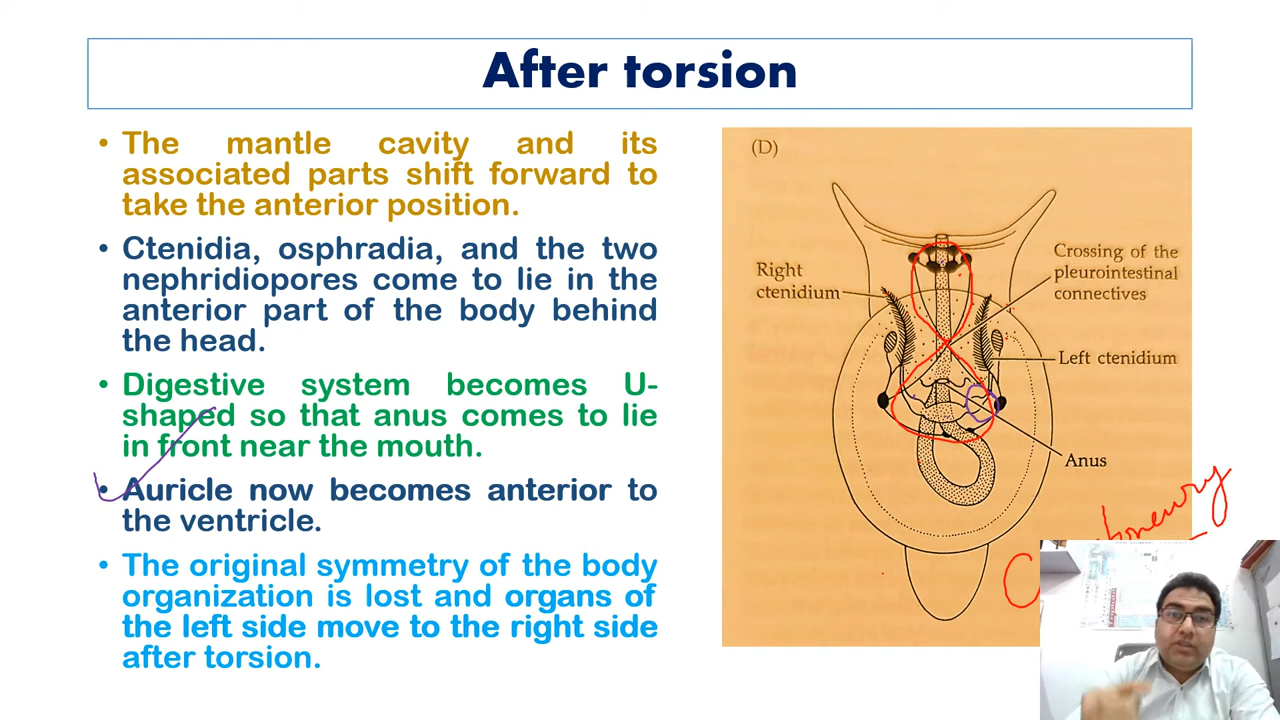 After torsion
• The mantle cavity and its
associated parts shift forward to
take the anterior position.
• Ctenidia, osphradia, and the two
nephridiopores come to lie in the
anterior part of the body behind
the head.
• Digestive system becomes U-
shaped so that anus comes to lie
in front near the mouth.
• Auricle now becomes anterior to
the ventricle.
• The original symmetry of the body
organization is lost and organs of
the left side move to the right side
after torsion.
(D)
Right
ctenidium
Crossing of the
pleurointestinal
connectives
Left ctenidium
Anus